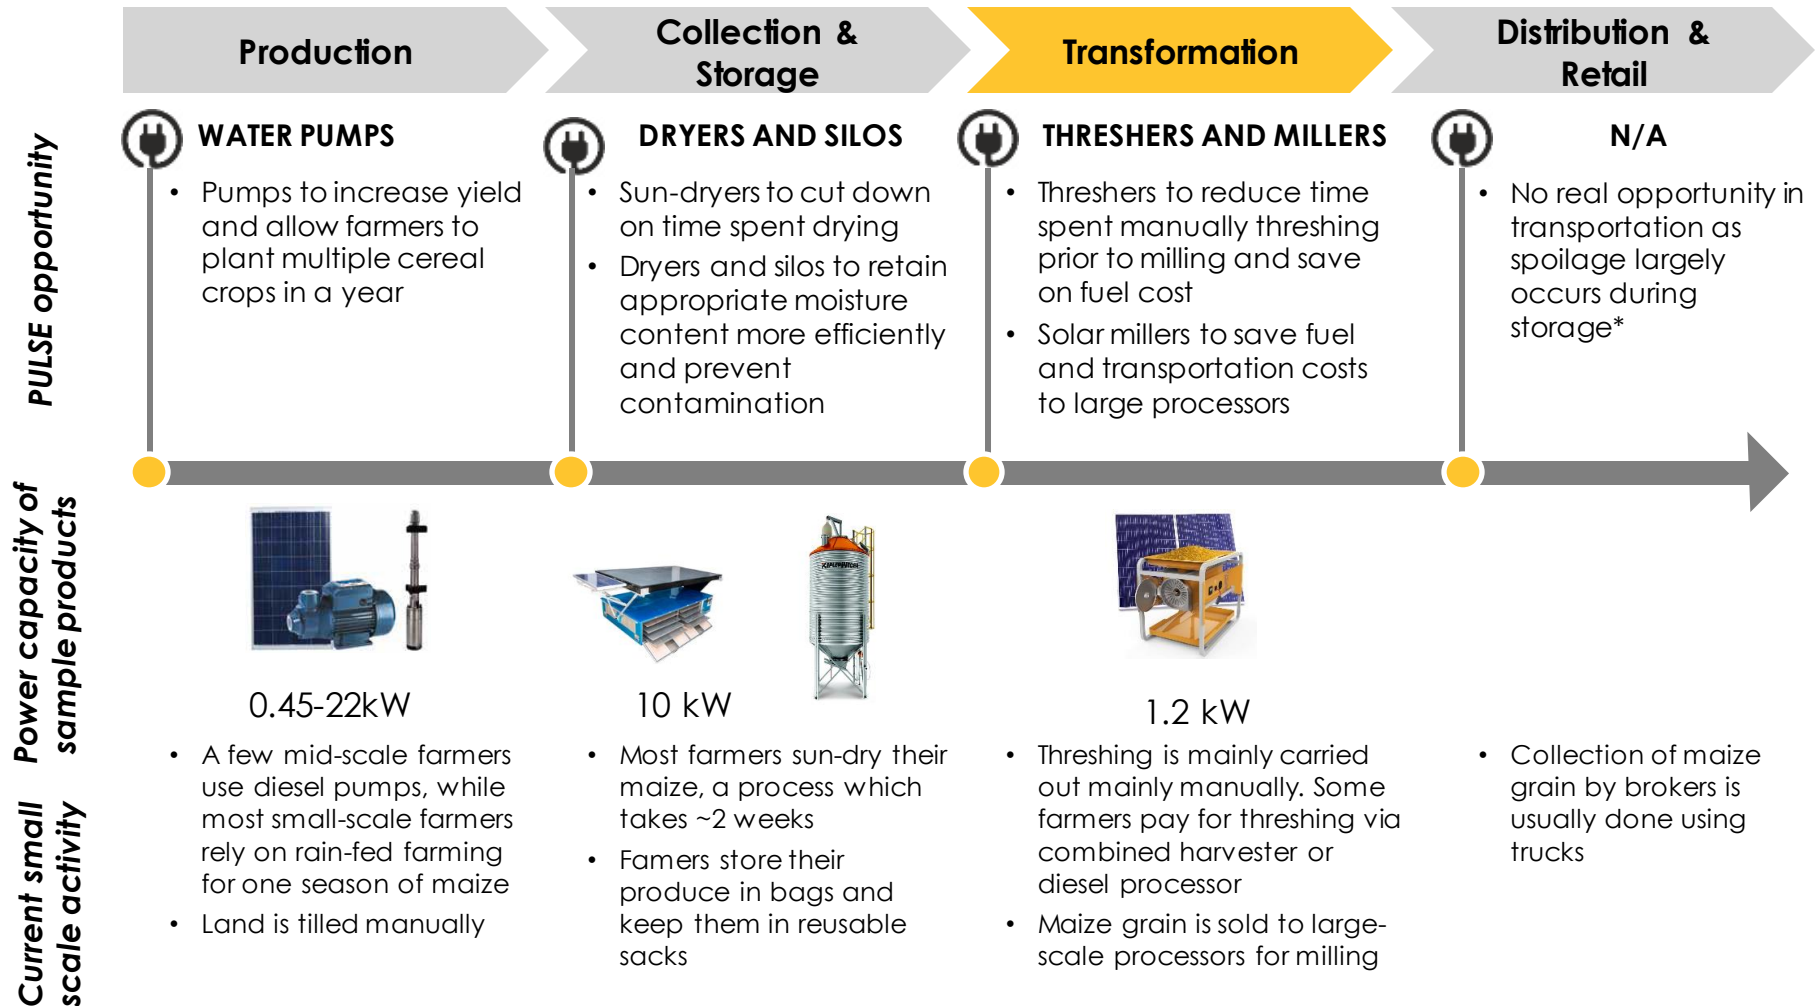 Production
Collection &
Storage
Transformation
Distribution &
Retail
PULSE opportunity
WATER PUMPS
• Pumps to increase yield
and allow farmers to
plant multiple cereal
crops in a year
DRYERS AND SILOS
• Sun-dryers to cut down
on time spent drying
• Dryers and silos to retain
appropriate moisture
content more efficiently
and prevent
contamination
THRESHERS AND MILLERS
• Threshers to reduce time
spent manually threshing
prior to milling and save
on fuel cost
• Solar millers to save fuel
and transportation costs
to large processors
N/A
• No real opportunity in
transportation as
spoilage largely
occurs during
storage*
Power capacity of
sample products
0.45-22kW
10 kW
1.2 kW
Current small
scale activity
• A few mid-scale farmers
use diesel pumps, while
most small-scale farmers
rely on rain-fed farming
for one season of maize
• Land is tilled manually
• Most farmers sun-dry their
maize, a process which
takes ~2 weeks
• Famers store their
produce in bags and
keep them in reusable
sacks
• Threshing is mainly carried
out mainly manually. Some
farmers pay for threshing via
combined harvester or
diesel processor
• Maize grain is sold to large-
scale processors for milling
• Collection of maize
grain by brokers is
usually done using
trucks